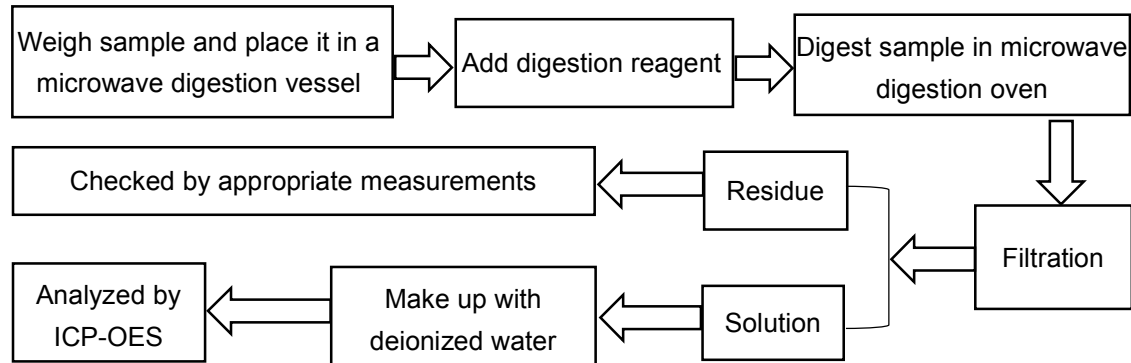 Weigh sample and place it in a
microwave digestion vessel
Add digestion reagent
Digest sample in microwave
digestion oven
Filtration
Residue
Checked by appropriate measurements
Solution
Make up with
deionized water
Analyzed by
ICP-OES